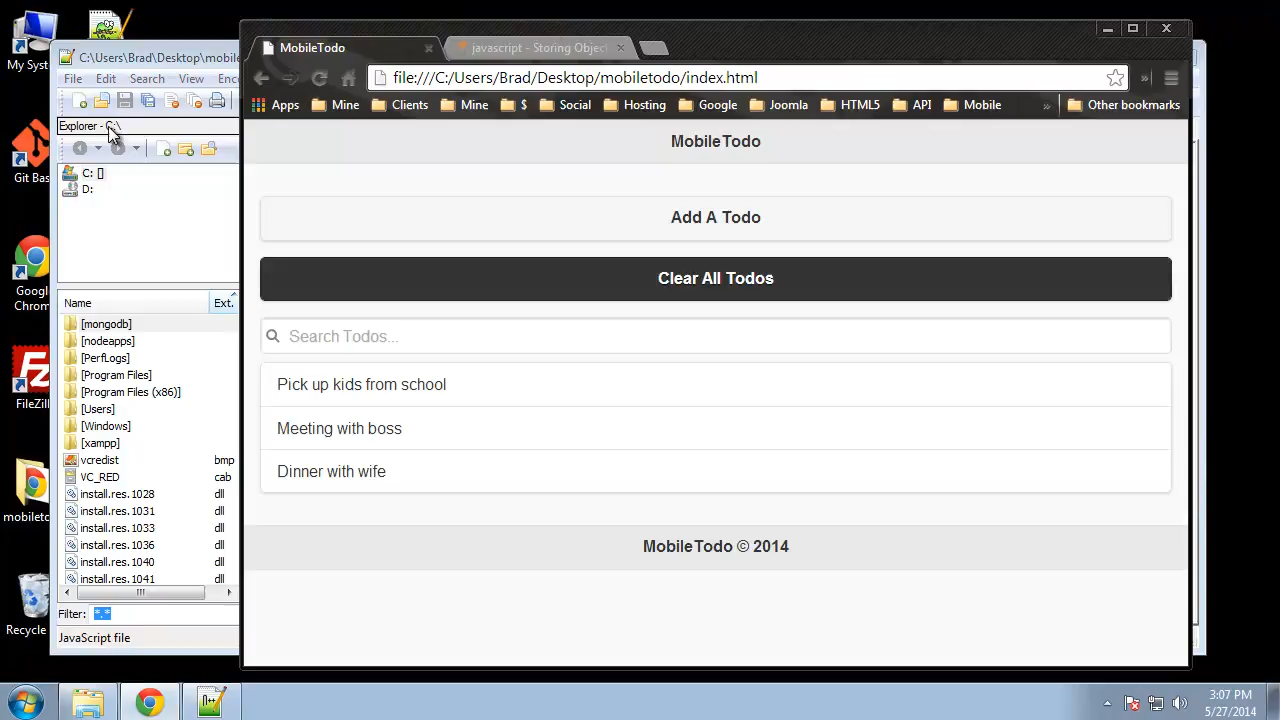 My Sys
Git Bas
Google
Chrom
FileZil
mobileto
Recycle
C:\Users\Brad\Desktop\mobile
File Edit Search View Enc
Explorer - C:\
C: []
D:
Name Ext.
[mongodb]
[nodeapps]
[PerfLogs]
[Program Files]
[Program Files (x86)]
[Users]
[Windows]
[xampp]
vcredist bmp
VC_RED cab
install.res.1028 dll
install.res.1031 dll
install.res.1033 dll
install.res.1036 dll
install.res.1040 dll
install.res.1041 dll
Filter: *.*
JavaScript file
MobileTodo javascript - Storing Object
file:///C:/Users/Brad/Desktop/mobiletodo/index.html
Apps Mine Clients Mine $ Social Hosting Google Joomla HTML5 API Mobile » Other bookmarks
MobileTodo
Add A Todo
Clear All Todos
Search Todos...
Pick up kids from school
Meeting with boss
Dinner with wife
MobileTodo © 2014
3:07 PM
5/27/2014